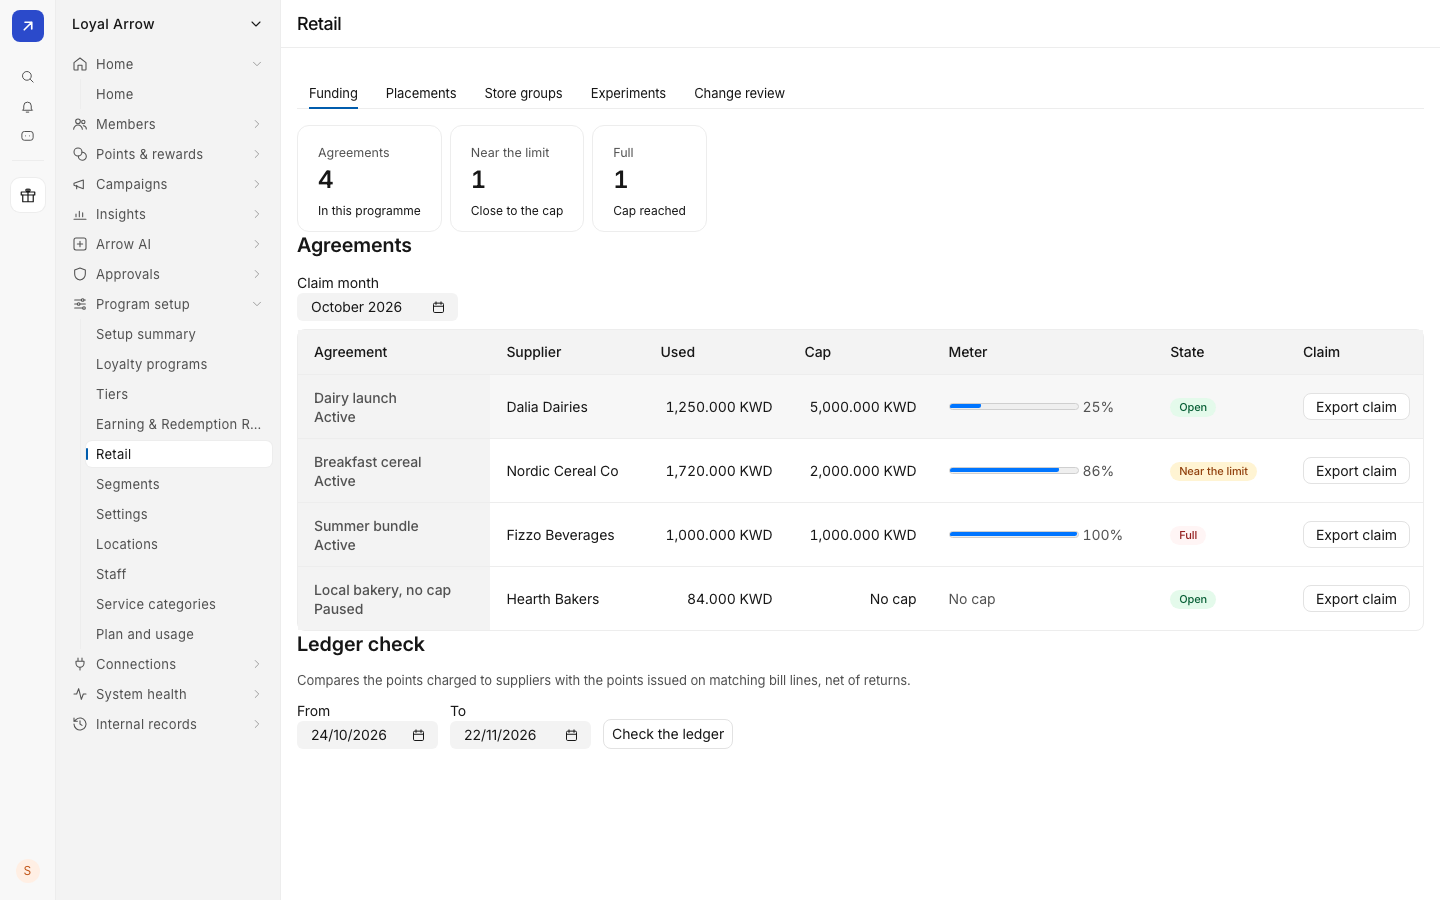 Loyal Arrow
Home
Home
Members
Points & rewards
Campaigns
Insights
Arrow AI
Approvals
Program setup
Setup summary
Loyalty programs
Tiers
Earning & Redemption R...
Retail
Segments
Settings
Locations
Staff
Service categories
Plan and usage
Connections
System health
Internal records
S
Retail
Funding Placements Store groups Experiments Change review
Agreements
4
In this programme
Near the limit
1
Close to the cap
Full
1
Cap reached
Agreements
Claim month
October 2026
Agreement Supplier Used Cap Meter State Claim
Dairy launch
Active
Dalia Dairies 1,250.000 KWD 5,000.000 KWD 25% Open Export claim
Breakfast cereal
Active
Nordic Cereal Co 1,720.000 KWD 2,000.000 KWD 86% Near the limit Export claim
Summer bundle
Active
Fizzo Beverages 1,000.000 KWD 1,000.000 KWD 100% Full Export claim
Local bakery, no cap
Paused
Hearth Bakers 84.000 KWD No cap No cap Open Export claim
Ledger check
Compares the points charged to suppliers with the points issued on matching bill lines, net of returns.
From To
24/10/2026 22/11/2026 Check the ledger